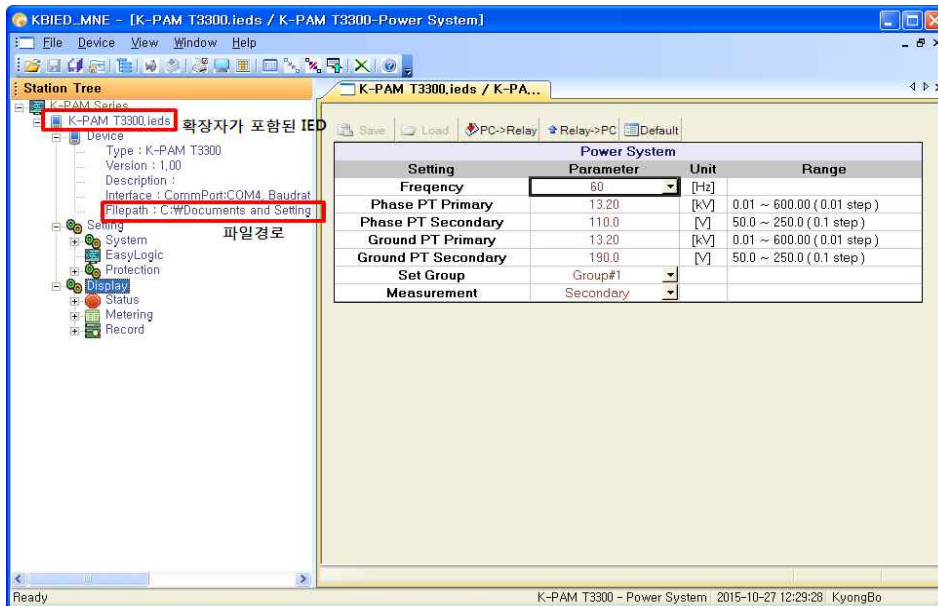 KBIED_MNE - [K-PAM T3300.ieds / K-PAM T3300-Power System]
File Device View Window Help
Station Tree
K-PAM Series
K-PAM T3300.ieds
확장자가 포함된 IED
Device
Type : K-PAM T3300
Version : 1.00
Description :
Interface : CommPort:COM4, Baudrat
Filepath : C:₩Documents and Setting
파일경로
Setting
System
EasyLogic
Protection
Display
Status
Metering
Record
K-PAM T3300.ieds / K-PA...
Save Load PC->Relay Relay->PC Default
Power System
Setting Parameter Unit Range
Freqency 60 [Hz]
Phase PT Primary 13.20 [kV] 0.01 ~ 600.00 ( 0.01 step )
Phase PT Secondary 110.0 [V] 50.0 ~ 250.0 ( 0.1 step )
Ground PT Primary 13.20 [kV] 0.01 ~ 600.00 ( 0.01 step )
Ground PT Secondary 190.0 [V] 50.0 ~ 250.0 ( 0.1 step )
Set Group Group#1
Measurement Secondary
Ready K-PAM T3300 - Power System 2015-10-27 12:29:28 KyongBo